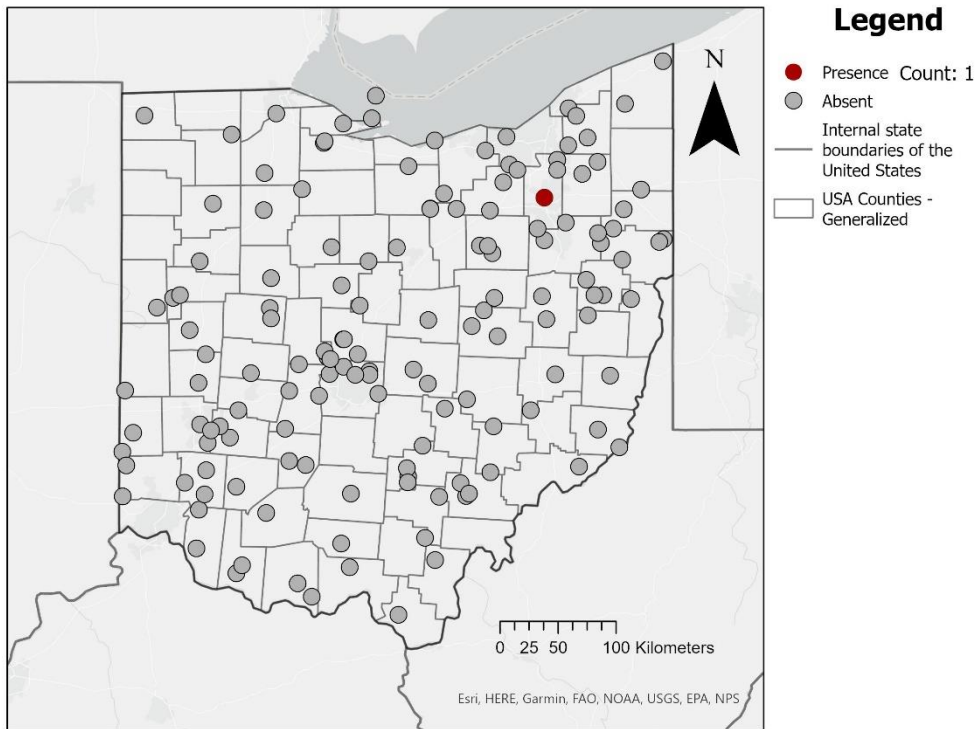 Legend
N
Presence Count: 1
Absent
Internal state
boundaries of the
United States
USA Counties -
Generalized
0 25 50 100 Kilometers
Esri, HERE, Garmin, FAO, NOAA, USGS, EPA, NPS